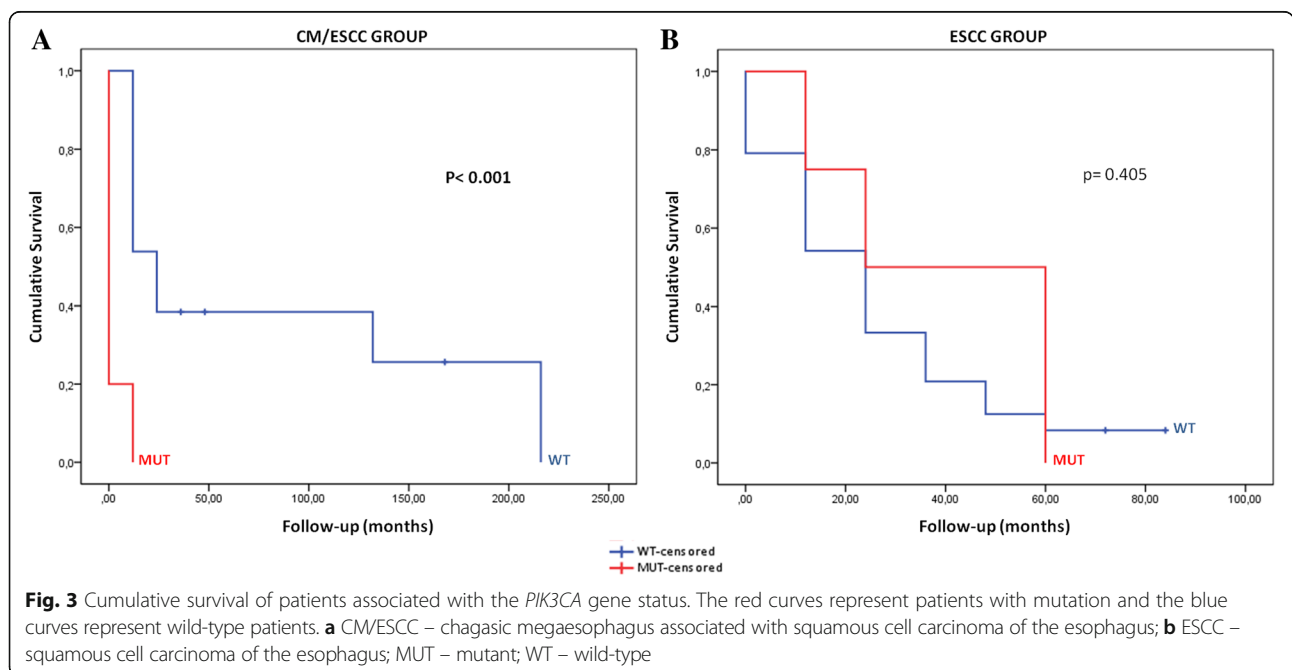 A
CM/ESCC GROUP
1,0
0,8
0,6
0,4
0,2
0,0
Cumulative Survival
P< 0.001
MUT
WT
,00
50,00
100,00
150,00
200,00
250,00
Follow-up (months)
B
ESCC GROUP
1,0
0,8
0,6
0,4
0,2
0,0
Cumulative Survival
p= 0.405
WT
MUT
,00
20,00
40,00
60,00
80,00
100,00
Follow-up (months)
WT-censored
MUT-censored
Fig. 3 Cumulative survival of patients associated with the PIK3CA gene status. The red curves represent patients with mutation and the blue
curves represent wild-type patients. a CM/ESCC – chagasic megaesophagus associated with squamous cell carcinoma of the esophagus; b ESCC –
squamous cell carcinoma of the esophagus; MUT – mutant; WT – wild-type